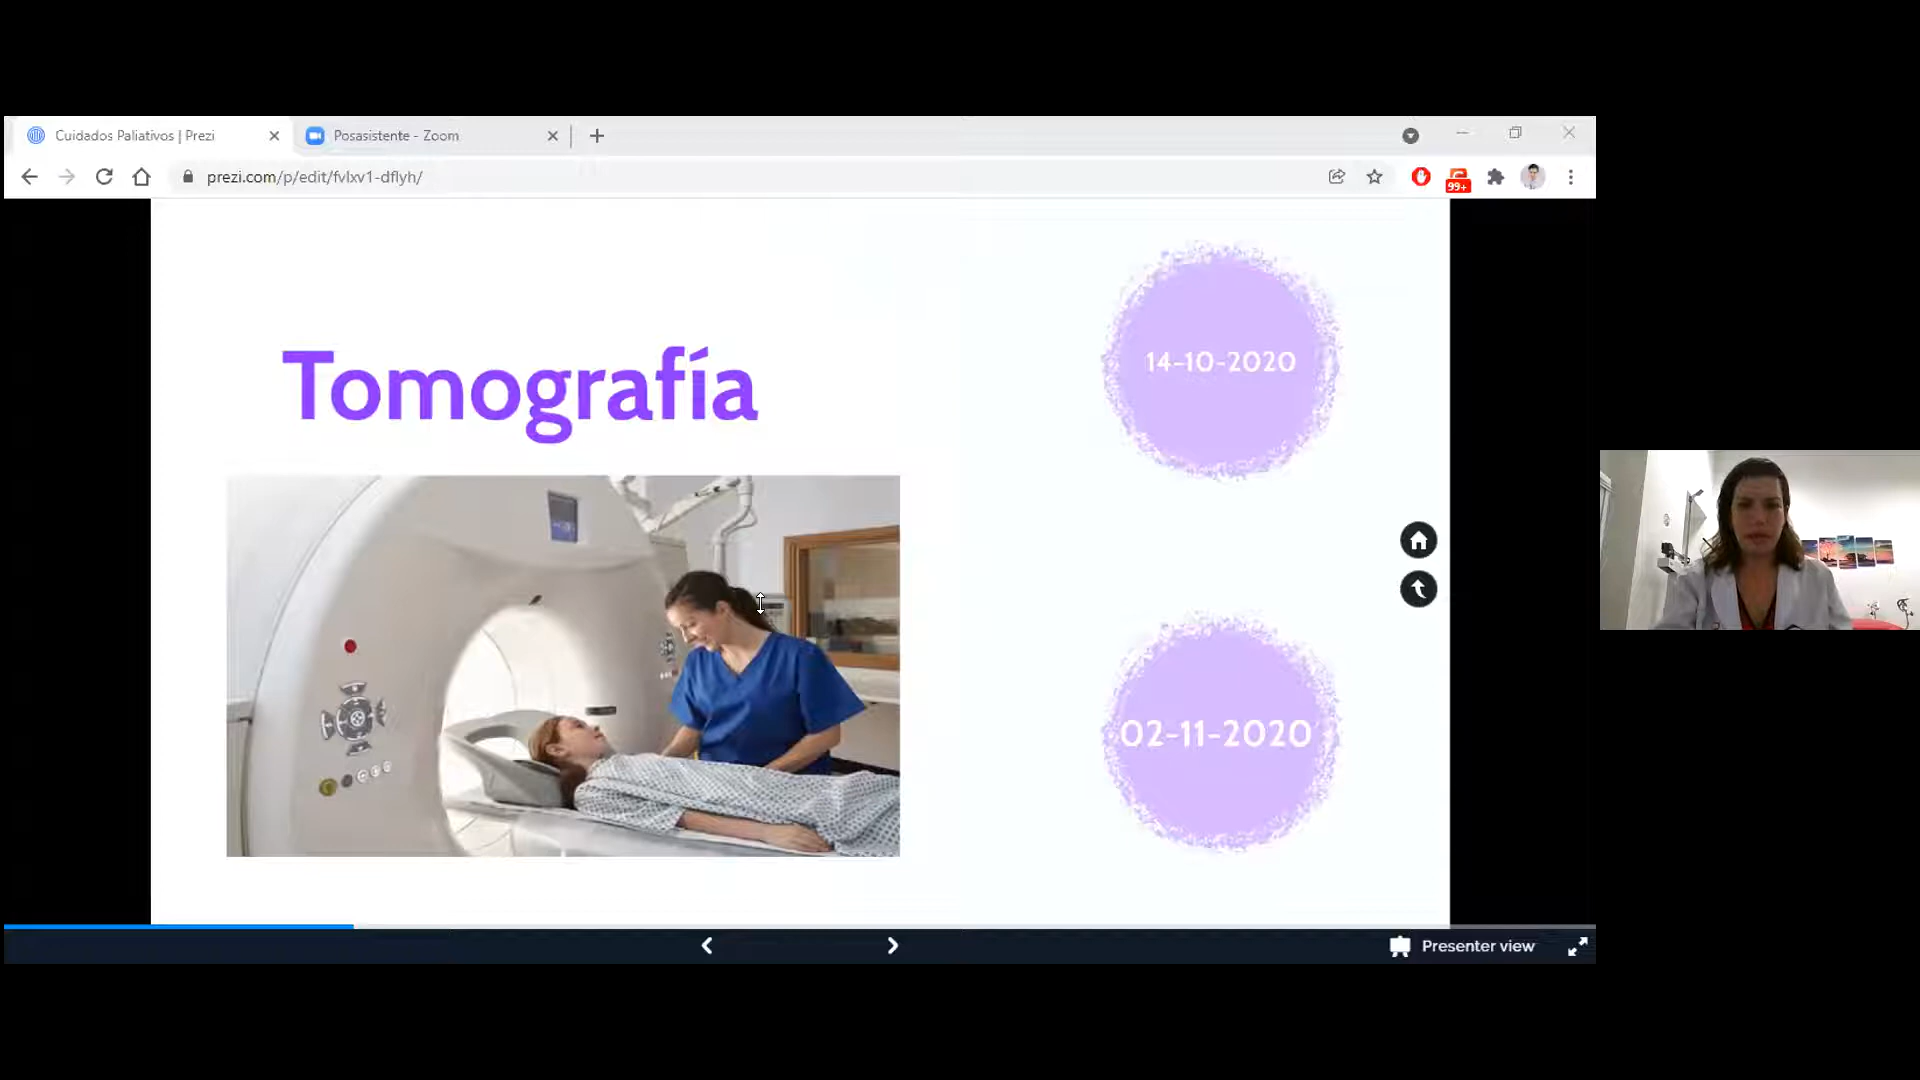 Cuidados Paliativos | Prezi
Posasistente - Zoom
prezi.com/p/edit/fvlxv1-dflyh/
99+
Tomografía
14-10-2020
02-11-2020
Presenter view